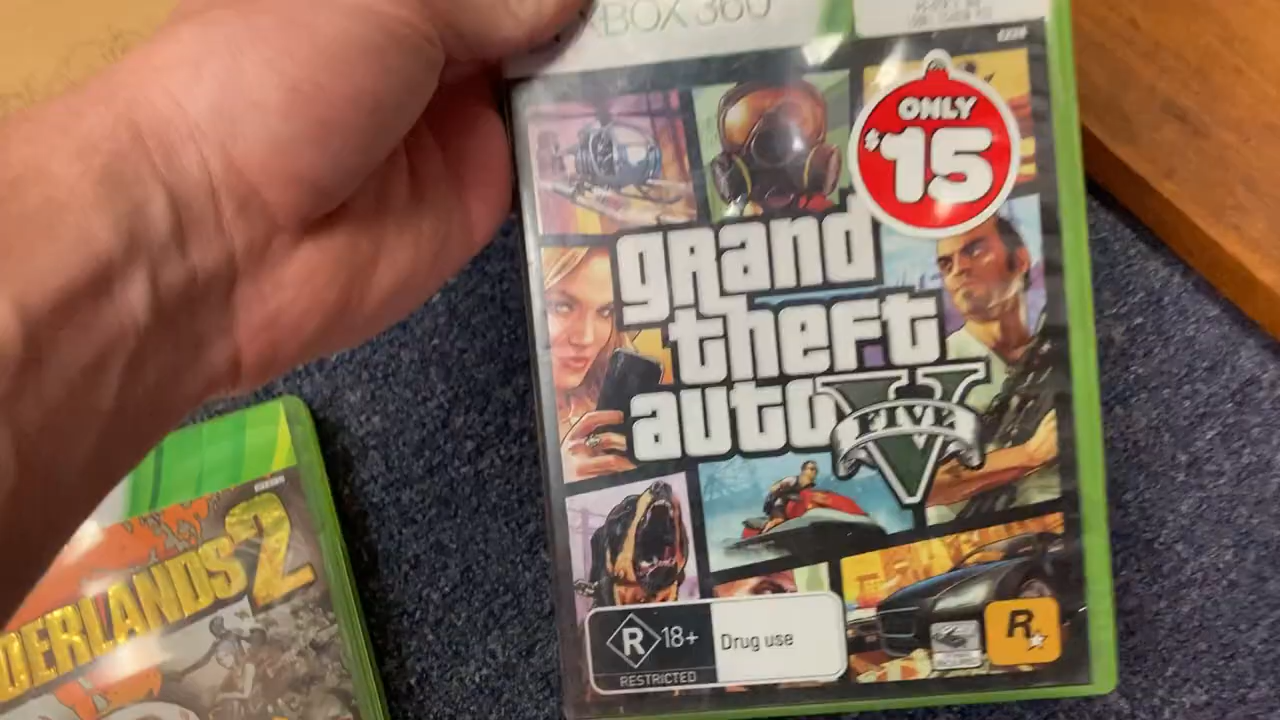 XBOX 360
ONLY
$15
grand
theft
auto
FIVE
R 18+
RESTRICTED
Drug use
R
DERLANDS 2